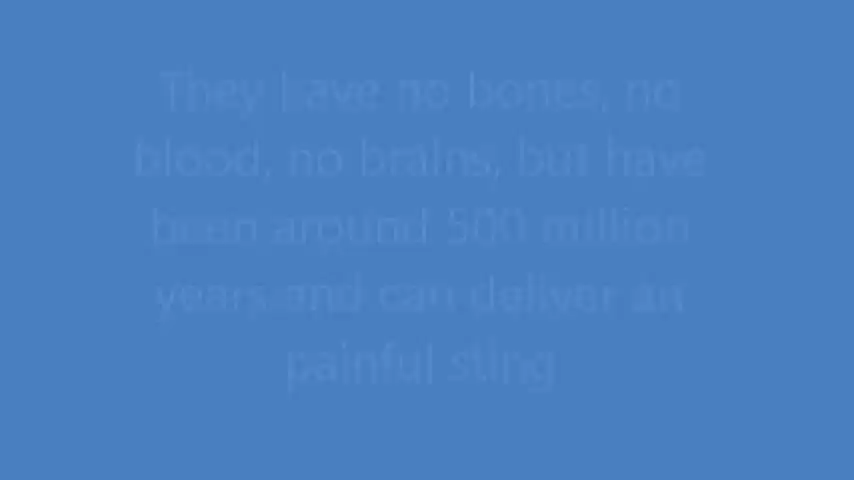 They have no bones, no
blood, no brains, but have
been around 500 million
years and can deliver an
painful sting